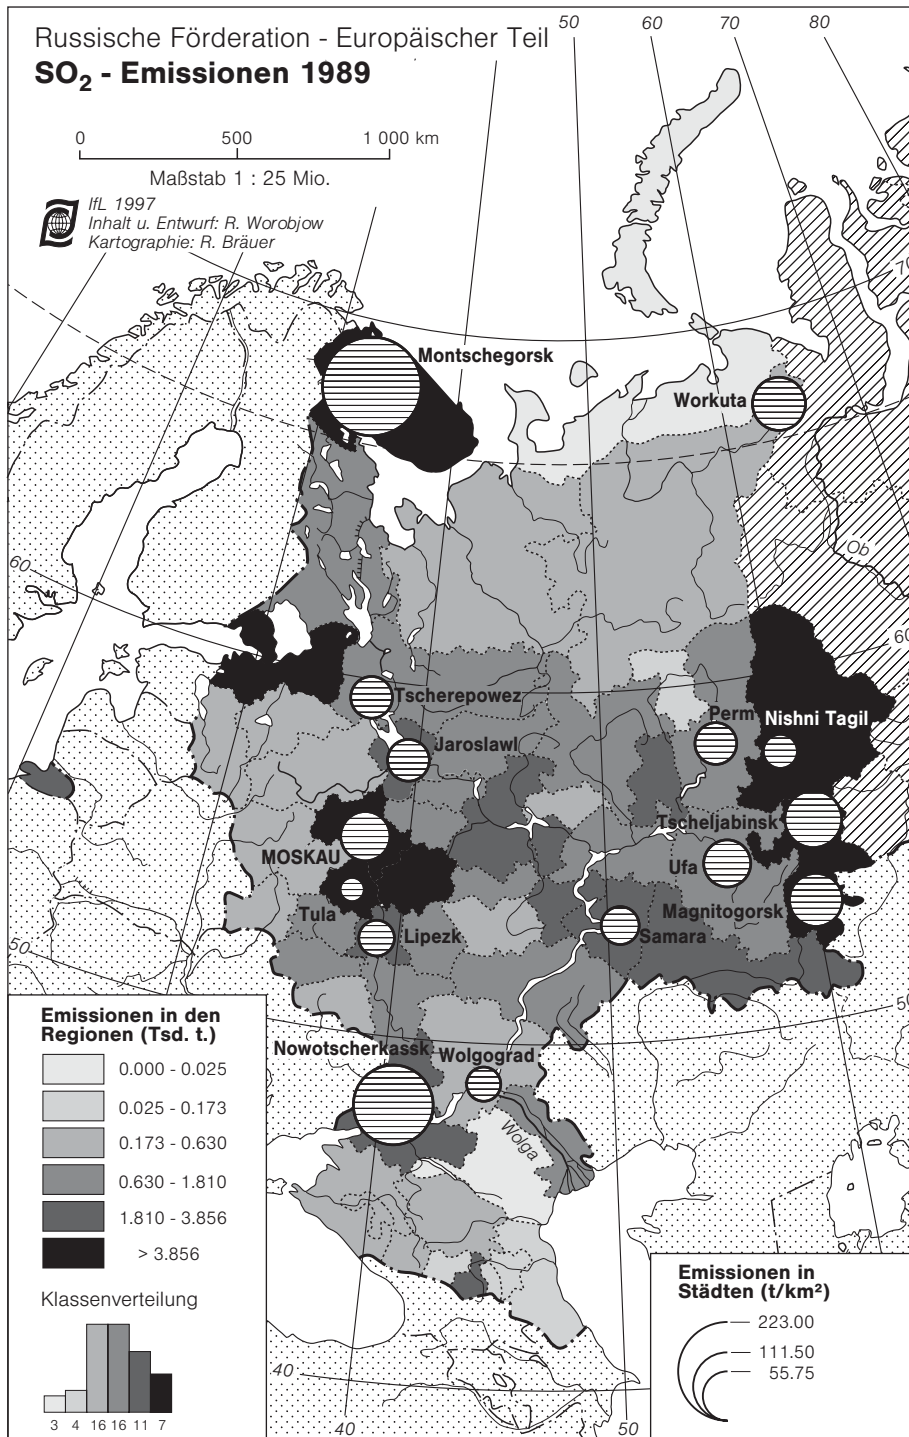 Russische Förderation - Europäischer Teil
SO₂ - Emissionen 1989
0 500 1 000 km
Maßstab 1 : 25 Mio.
IfL 1997
Inhalt u. Entwurf: R. Worobjow
Kartographie: R. Bräuer
50 60 70 80
70
Montschegorsk
Workuta
Ob
60
60
Tscherepowez
Perm
Nishni Tagil
Jaroslawl
Tscheljabinsk
MOSKAU
Ufa
Tula
Magnitogorsk
Lipezk
Samara
50
50
Nowotscherkassk
Wolgograd
Wolga
40
40
50
Emissionen in den
Regionen (Tsd. t.)
0.000 - 0.025
0.025 - 0.173
0.173 - 0.630
0.630 - 1.810
1.810 - 3.856
> 3.856
Klassenverteilung
3 4 16 16 11 7
Emissionen in
Städten (t/km²)
223.00
111.50
55.75